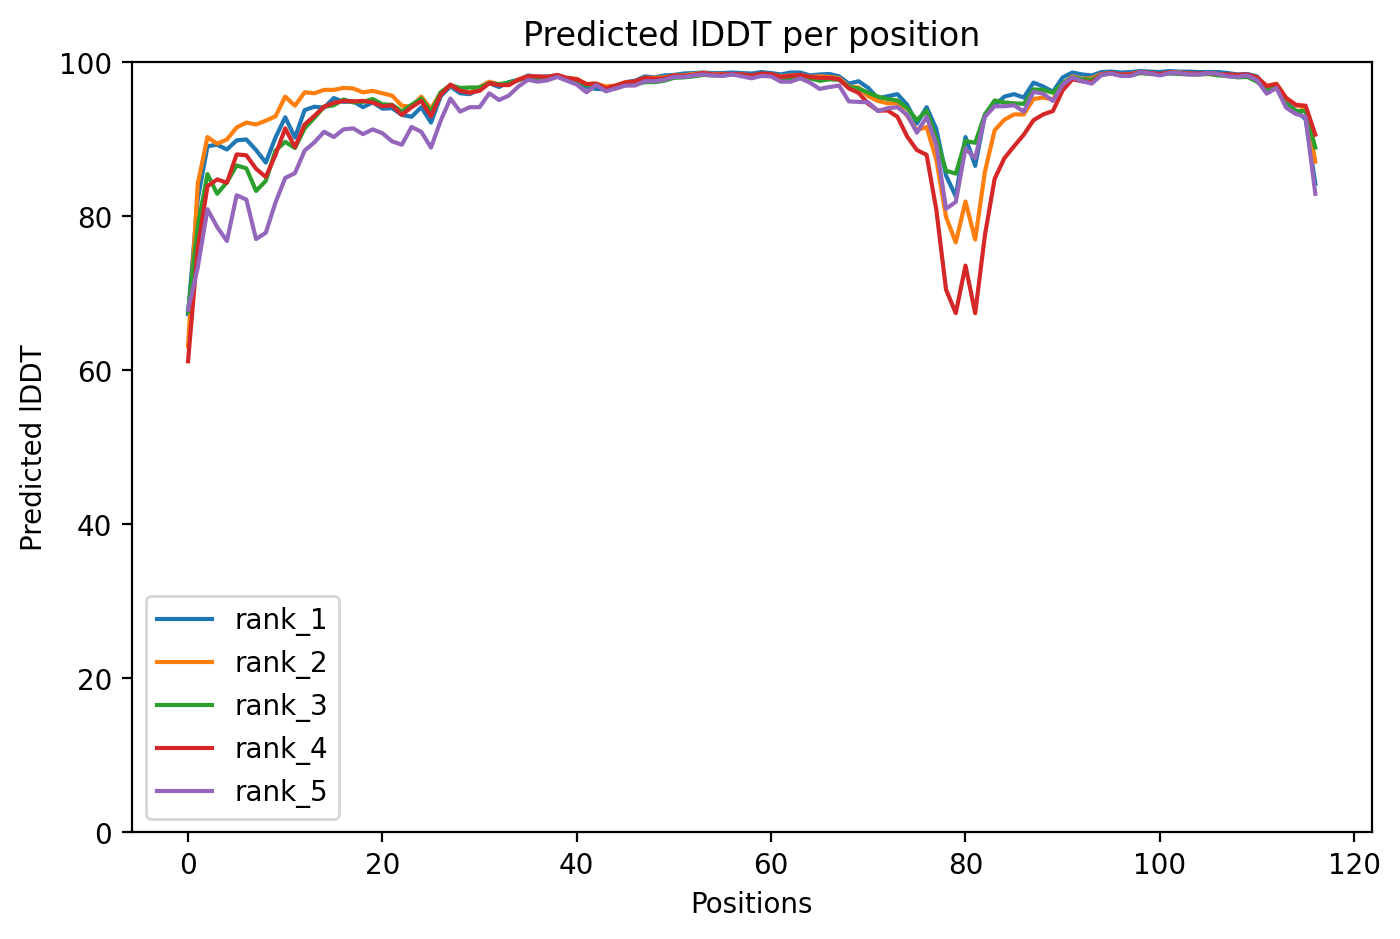 Predicted lDDT per position
100
80
60
40
20
0
Predicted lDDT
rank_1
rank_2
rank_3
rank_4
rank_5
0 20 40 60 80 100 120
Positions